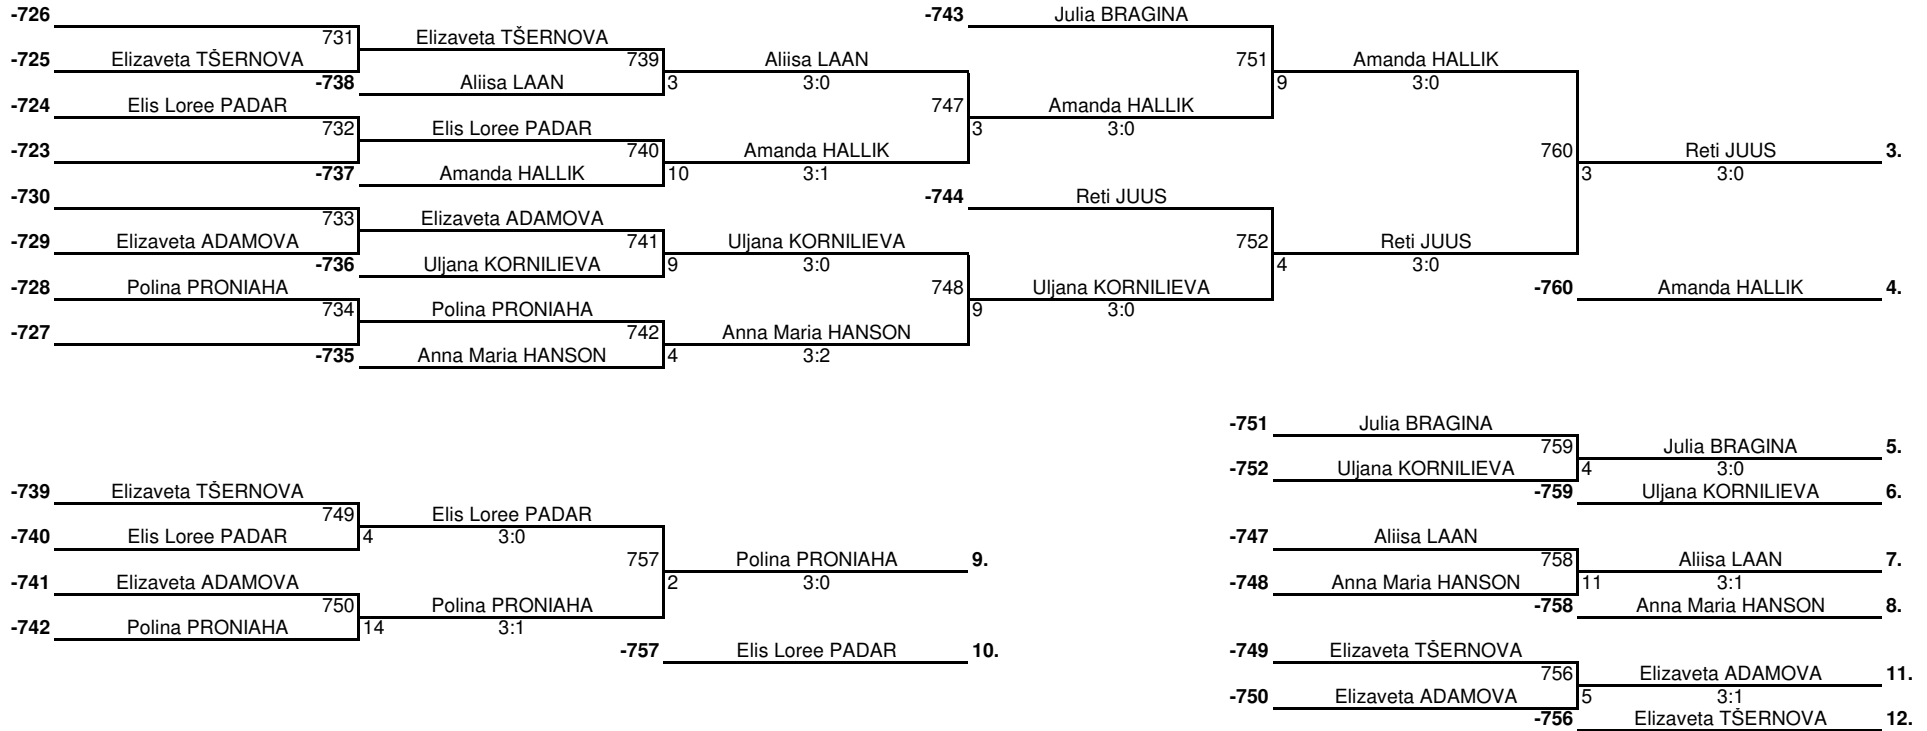 -726 -743 Julia BRAGINA
731 Elizaveta TŠERNOVA
-725 Elizaveta TŠERNOVA 739 Aliisa LAAN 751 Amanda HALLIK
-738 Aliisa LAAN 3 3:0 9 3:0
-724 Elis Loree PADAR 747 Amanda HALLIK
732 Elis Loree PADAR 3 3:0
-723 740 Amanda HALLIK 760 Reti JUUS 3.
-737 Amanda HALLIK 10 3:1 3 3:0
-730 -744 Reti JUUS
733 Elizaveta ADAMOVA
-729 Elizaveta ADAMOVA 741 Uljana KORNILIEVA 752 Reti JUUS
-736 Uljana KORNILIEVA 9 3:0 4 3:0
-728 Polina PRONIAHA 748 Uljana KORNILIEVA -760 Amanda HALLIK 4.
734 Polina PRONIAHA 9 3:0
-727 742 Anna Maria HANSON
-735 Anna Maria HANSON 4 3:2
-751 Julia BRAGINA
759 Julia BRAGINA 5.
-752 Uljana KORNILIEVA 4 3:0
-739 Elizaveta TŠERNOVA -759 Uljana KORNILIEVA 6.
749 Elis Loree PADAR
-740 Elis Loree PADAR 4 3:0 -747 Aliisa LAAN
757 Polina PRONIAHA 9. 758 Aliisa LAAN 7.
-741 Elizaveta ADAMOVA 2 3:0 -748 Anna Maria HANSON 11 3:1
750 Polina PRONIAHA -758 Anna Maria HANSON 8.
-742 Polina PRONIAHA 14 3:1
-757 Elis Loree PADAR 10. -749 Elizaveta TŠERNOVA
756 Elizaveta ADAMOVA 11.
-750 Elizaveta ADAMOVA 5 3:1
-756 Elizaveta TŠERNOVA 12.